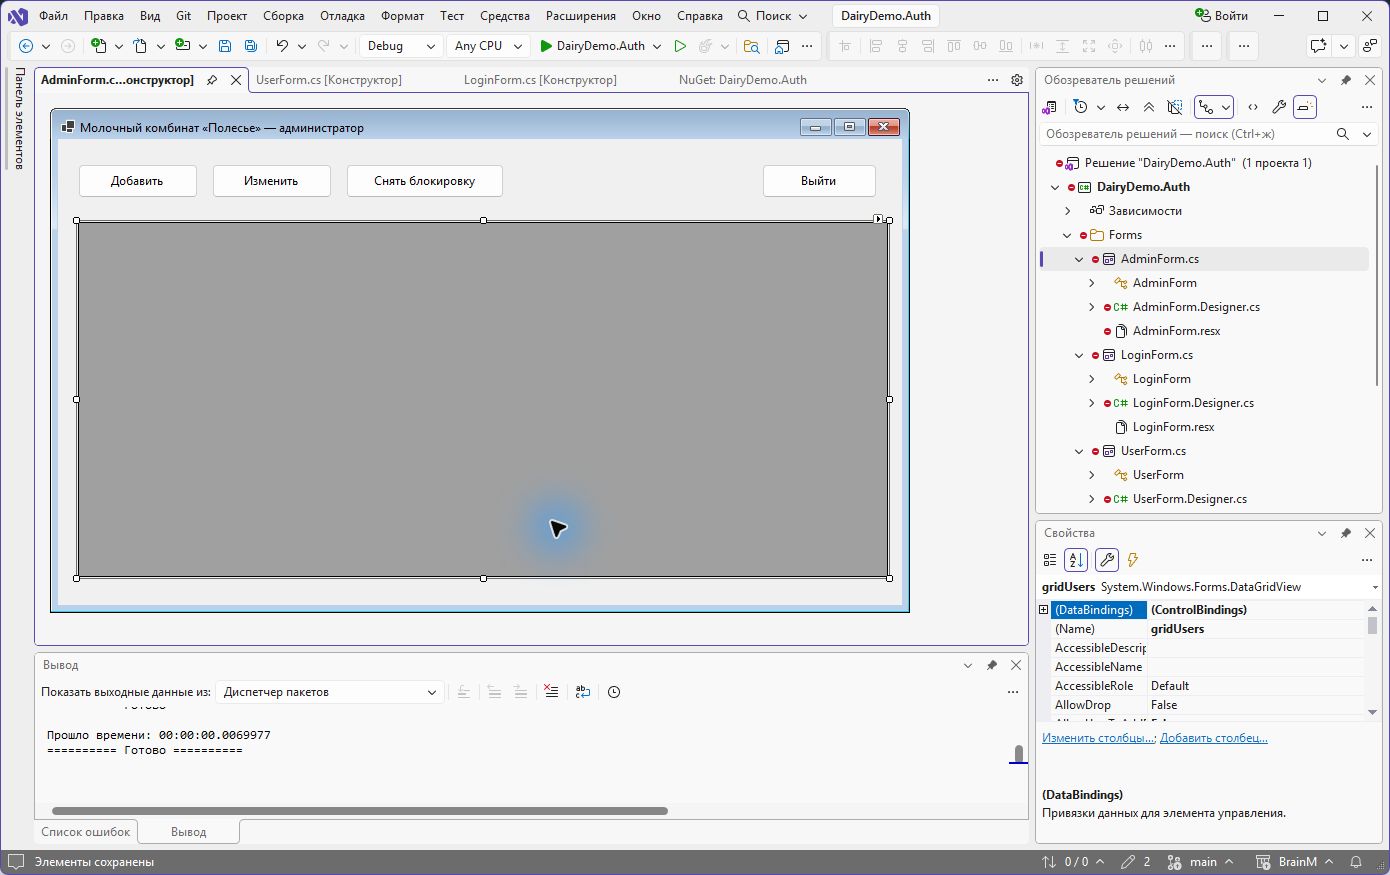 Файл Правка Вид Git Проект Сборка Отладка Формат Тест Средства Расширения Окно Справка Поиск DairyDemo.Auth Войти
Debug Any CPU DairyDemo.Auth
Панель элементов
AdminForm.c...онструктор] UserForm.cs [Конструктор] LoginForm.cs [Конструктор] NuGet: DairyDemo.Auth
Молочный комбинат «Полесье» — администратор
Добавить Изменить Снять блокировку Выйти
Вывод
Показать выходные данные из: Диспетчер пакетов
Прошло времени: 00:00:00.0069977
========== Готово ==========
Список ошибок Вывод
Обозреватель решений
Обозреватель решений — поиск (Ctrl+ж)
Решение "DairyDemo.Auth" (1 проекта 1)
DairyDemo.Auth
Зависимости
Forms
AdminForm.cs
AdminForm
AdminForm.Designer.cs
AdminForm.resx
LoginForm.cs
LoginForm
LoginForm.Designer.cs
LoginForm.resx
UserForm.cs
UserForm
UserForm.Designer.cs
Свойства
gridUsers System.Windows.Forms.DataGridView
(DataBindings) (ControlBindings)
(Name) gridUsers
AccessibleDescrip
AccessibleName
AccessibleRole Default
AllowDrop False
Изменить столбцы...; Добавить столбец...
(DataBindings)
Привязки данных для элемента управления.
Элементы сохранены 0 / 0 2 main BrainM